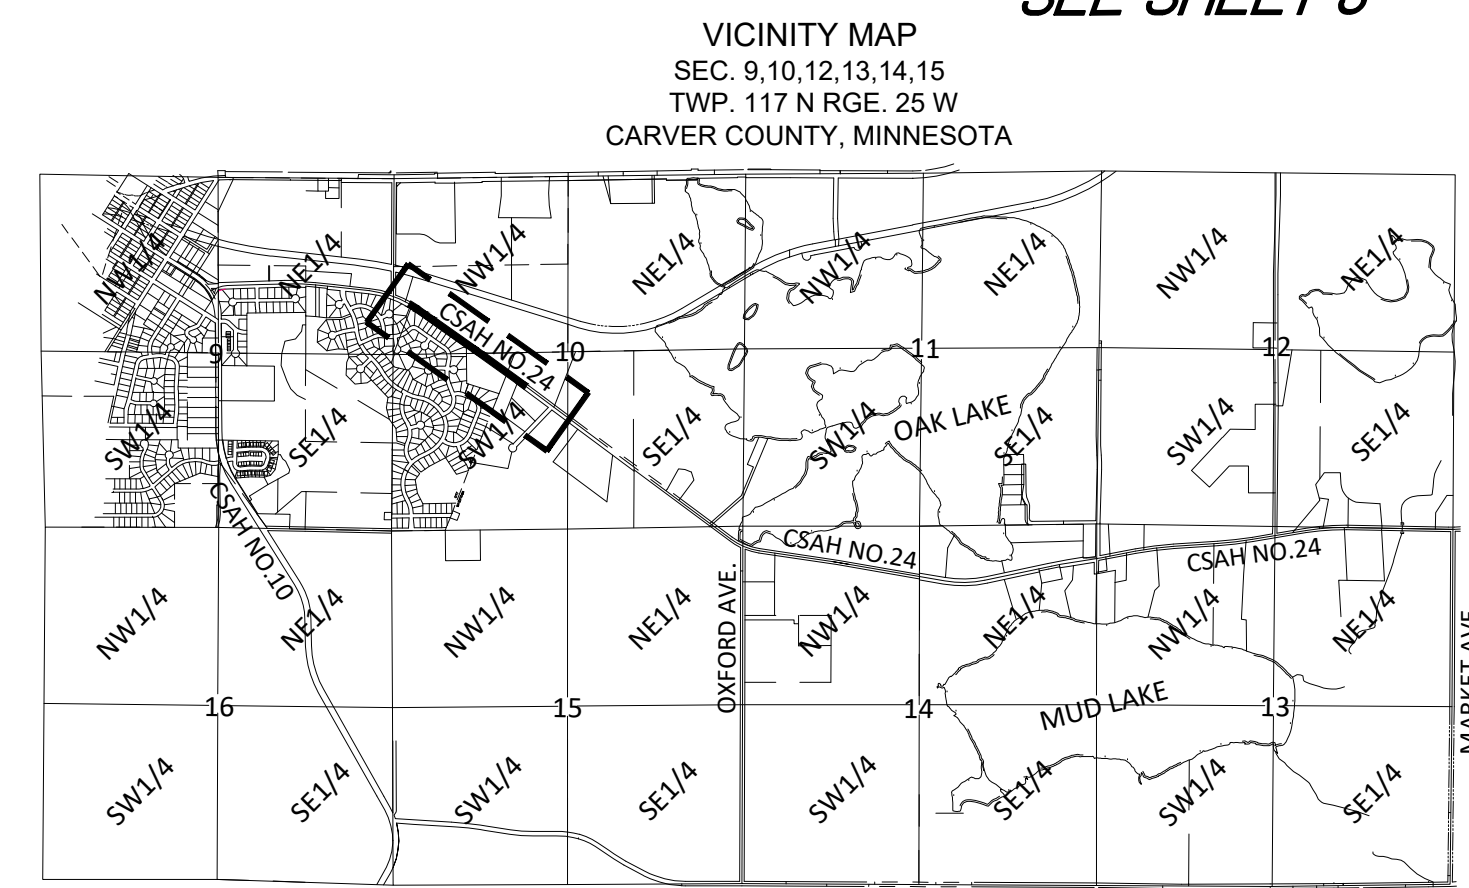 SEE SHEET
VICINITY MAP
SEC. 9,10,12,13,14,15
TWP. 117 N RGE. 25 W
CARVER COUNTY, MINNESOTA
NW1/4
NE1/4
NW1/4
NE1/4
NW1/4
NE1/4
NW1/4
NE1/4
CSAH NO.24
9
10
11
12
SW1/4
SE1/4
SW1/4
SE1/4
SW1/4
OAK LAKE
SE1/4
SW1/4
SE1/4
CSAH NO.10
CSAH NO.24
CSAH NO.24
NW1/4
NE1/4
NW1/4
NE1/4
OXFORD AVE.
NW1/4
NE1/4
NW1/4
NE1/4
MARKET AVE
16
15
14
MUD LAKE
13
SW1/4
SE1/4
SW1/4
SE1/4
SW1/4
SE1/4
SW1/4
SE1/4